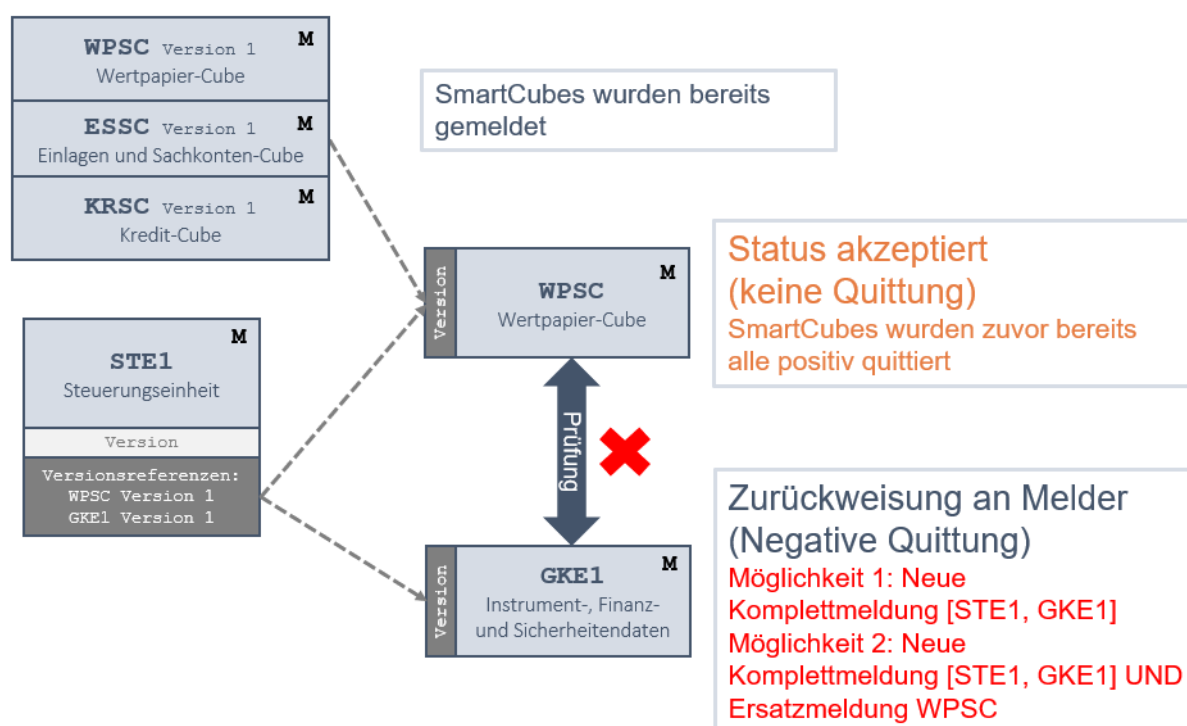 WPSC Version 1 M
Wertpapier-Cube
ESSC Version 1 M
Einlagen und Sachkonten-Cube
KRSC Version 1 M
Kredit-Cube
SmartCubes wurden bereits
gemeldet
STE1 M
Steuerungseinheit
Version
Versionsreferenzen:
WPSC Version 1
GKE1 Version 1
Version
WPSC M
Wertpapier-Cube
Prüfung
Version
GKE1 M
Instrument-, Finanz-
und Sicherheitendaten
Status akzeptiert
(keine Quittung)
SmartCubes wurden zuvor bereits
alle positiv quittiert
Zurückweisung an Melder
(Negative Quittung)
Möglichkeit 1: Neue
Komplettmeldung [STE1, GKE1]
Möglichkeit 2: Neue
Komplettmeldung [STE1, GKE1] UND
Ersatzmeldung WPSC